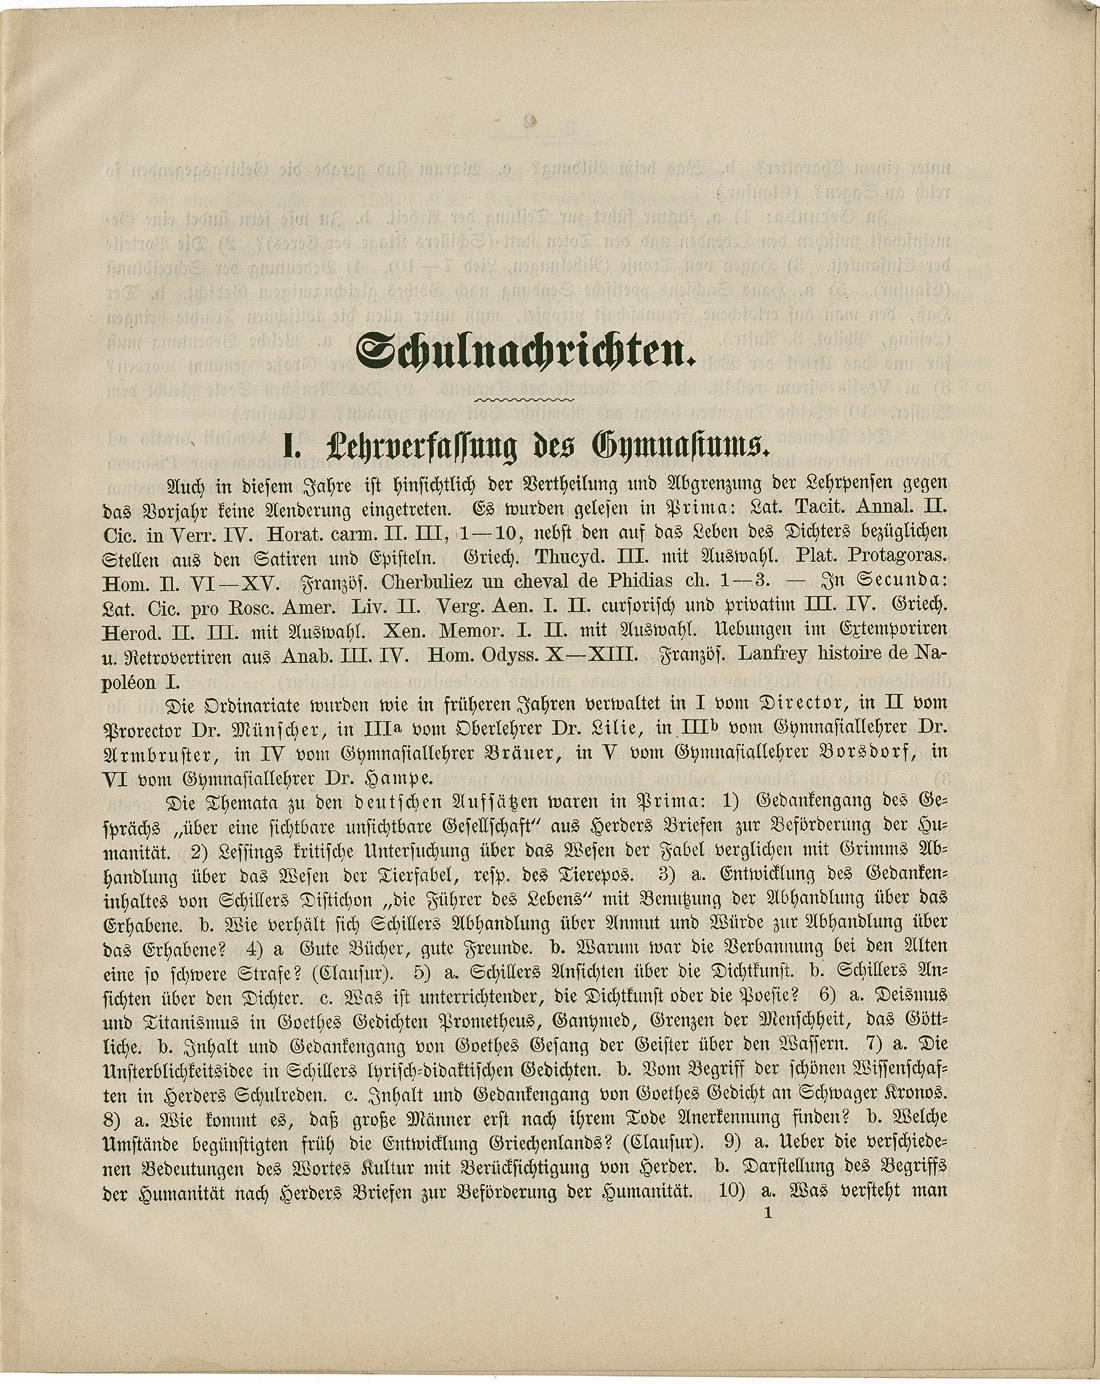 Schulnachrichten.
I. Lehrverfassung des Gymnasiums.
Auch in diesem Jahre ist hinsichtlich der Vertheilung und Abgrenzung der Lehrpensen gegen
das Vorjahr keine Aenderung eingetreten. Es wurden gelesen in Prima: Lat. Tacit. Annal. II.
Cic. in Verr. IV. Horat. carm. II. III, 1—10, nebst den auf das Leben des Dichters bezüglichen
Stellen aus den Satiren und Episteln. Griech. Thucyd. III. mit Auswahl. Plat. Protagoras.
Hom. Il. VI—XV. Französ. Cherbuliez un cheval de Phidias ch. 1—3. — In Secunda:
Lat. Cic. pro Rosc. Amer. Liv. II. Verg. Aen. I. II. cursorisch und privatim III. IV. Griech.
Herod. II. III. mit Auswahl. Xen. Memor. I. II. mit Auswahl. Uebungen im Extemporiren
u. Retrovertiren aus Anab. III. IV. Hom. Odyss. X—XIII. Französ. Lanfrey histoire de Na-
poléon I.
Die Ordinariate wurden wie in früheren Jahren verwaltet in I vom Director, in II vom
Prorector Dr. Münscher, in IIIa vom Oberlehrer Dr. Lilie, in IIIb vom Gymnasiallehrer Dr.
Armbruster, in IV vom Gymnasiallehrer Bräuer, in V vom Gymnasiallehrer Borsdorf, in
VI vom Gymnasiallehrer Dr. Hampe.
Die Themata zu den deutschen Aufsätzen waren in Prima: 1) Gedankengang des Ge-
sprächs „über eine sichtbare unsichtbare Gesellschaft“ aus Herders Briefen zur Beförderung der Hu-
manität. 2) Lessings kritische Untersuchung über das Wesen der Fabel verglichen mit Grimms Ab-
handlung über das Wesen der Tierfabel, resp. des Tierepos. 3) a. Entwicklung des Gedanken-
inhaltes von Schillers Distichon „die Führer des Lebens“ mit Benutzung der Abhandlung über das
Erhabene. b. Wie verhält sich Schillers Abhandlung über Anmut und Würde zur Abhandlung über
das Erhabene? 4) a Gute Bücher, gute Freunde. b. Warum war die Verbannung bei den Alten
eine so schwere Strafe? (Clausur). 5) a. Schillers Ansichten über die Dichtkunst. b. Schillers An-
sichten über den Dichter. c. Was ist unterrichtender, die Dichtkunst oder die Poesie? 6) a. Deismus
und Titanismus in Goethes Gedichten Prometheus, Ganymed, Grenzen der Menschheit, das Gött-
liche. b. Inhalt und Gedankengang von Goethes Gesang der Geister über den Wassern. 7) a. Die
Unsterblichkeitsidee in Schillers lyrisch-didaktischen Gedichten. b. Vom Begriff der schönen Wissenschaf-
ten in Herders Schulreden. c. Inhalt und Gedankengang von Goethes Gedicht an Schwager Kronos.
8) a. Wie kommt es, daß große Männer erst nach ihrem Tode Anerkennung finden? b. Welche
Umstände begünstigten früh die Entwicklung Griechenlands? (Clausur). 9) a. Ueber die verschiede-
nen Bedeutungen des Wortes Kultur mit Berücksichtigung von Herder. b. Darstellung des Begriffs
der Humanität nach Herders Briefen zur Beförderung der Humanität. 10) a. Was versteht man
1